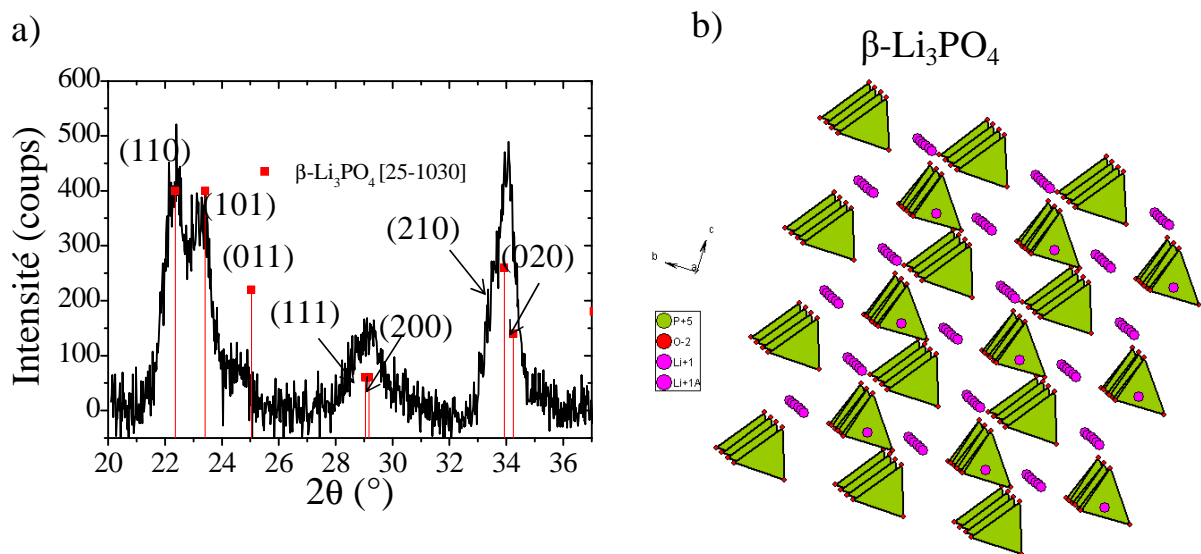 a)
600
500
400
300
200
100
0
Intensité (coups)
(110)
(101)
(011)
β-Li₃PO₄ [25-1030]
(111)
(200)
(210)
(020)
20 22 24 26 28 30 32 34 36
2θ (°)
b)
β-Li₃PO₄
c
b
a
P+5
O-2
Li+1
Li+1A